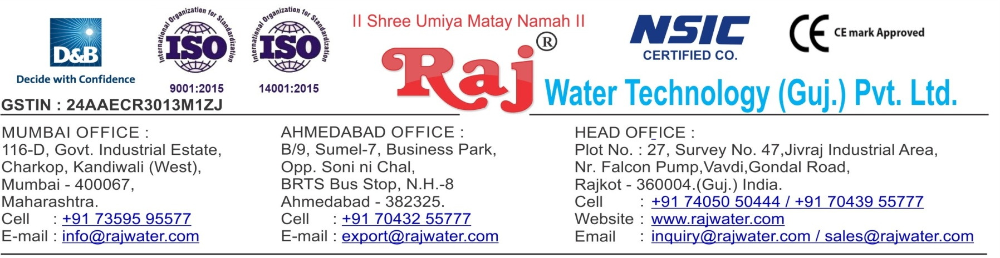 D&B
Decide with Confidence
International Organization for Standardization
ISO
9001:2015
International Organization for Standardization
ISO
14001:2015
GSTIN : 24AAECR3013M1ZJ
II Shree Umiya Matay Namah II
Raj®
Water Technology (Guj.) Pvt. Ltd.
NSIC
CERTIFIED CO.
CE CE mark Approved
MUMBAI OFFICE :
116-D, Govt. Industrial Estate,
Charkop, Kandiwali (West),
Mumbai - 400067,
Maharashtra.
Cell : +91 73595 95577
E-mail : info@rajwater.com
AHMEDABAD OFFICE :
B/9, Sumel-7, Business Park,
Opp. Soni ni Chal,
BRTS Bus Stop, N.H.-8
Ahmedabad - 382325.
Cell : +91 70432 55777
E-mail : export@rajwater.com
HEAD OFFICE :
Plot No. : 27, Survey No. 47,Jivraj Industrial Area,
Nr. Falcon Pump,Vavdi,Gondal Road,
Rajkot - 360004.(Guj.) India.
Cell : +91 74050 50444 / +91 70439 55777
Website : www.rajwater.com
Email : inquiry@rajwater.com / sales@rajwater.com